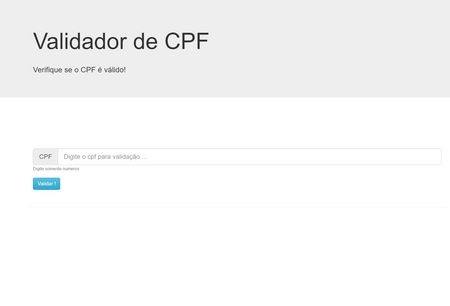 Validador de CPF
Verifique se o CPF é válido!
CPF Digite o cpf para validação ...
Digite somente numeros
Validar !